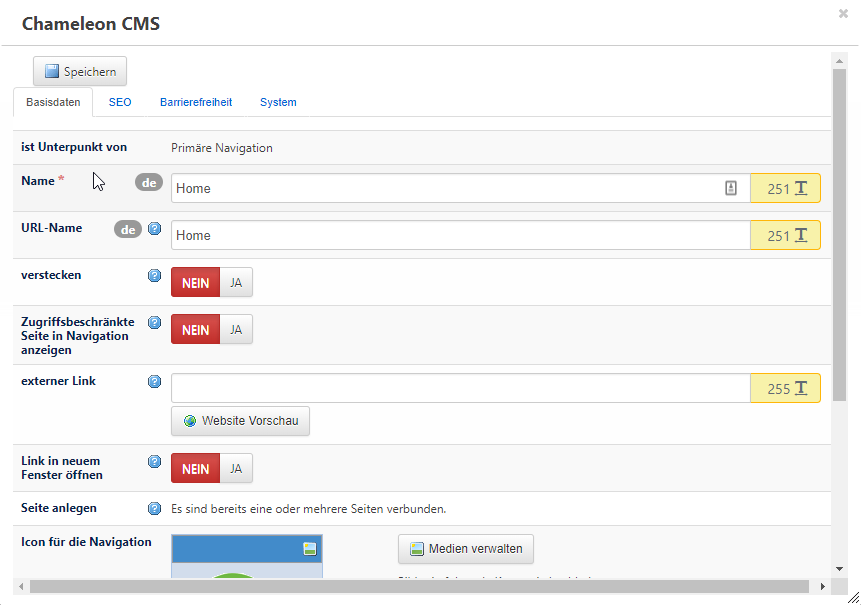 Chameleon CMS
Speichern
Basisdaten SEO Barrierefreiheit System
ist Unterpunkt von Primäre Navigation
Name * de Home 251 T
URL-Name de ? Home 251 T
verstecken ? NEIN JA
Zugriffsbeschränkte
Seite in Navigation
anzeigen ? NEIN JA
externer Link ? 255 T
Website Vorschau
Link in neuem
Fenster öffnen ? NEIN JA
Seite anlegen ? Es sind bereits eine oder mehrere Seiten verbunden.
Icon für die Navigation Medien verwalten